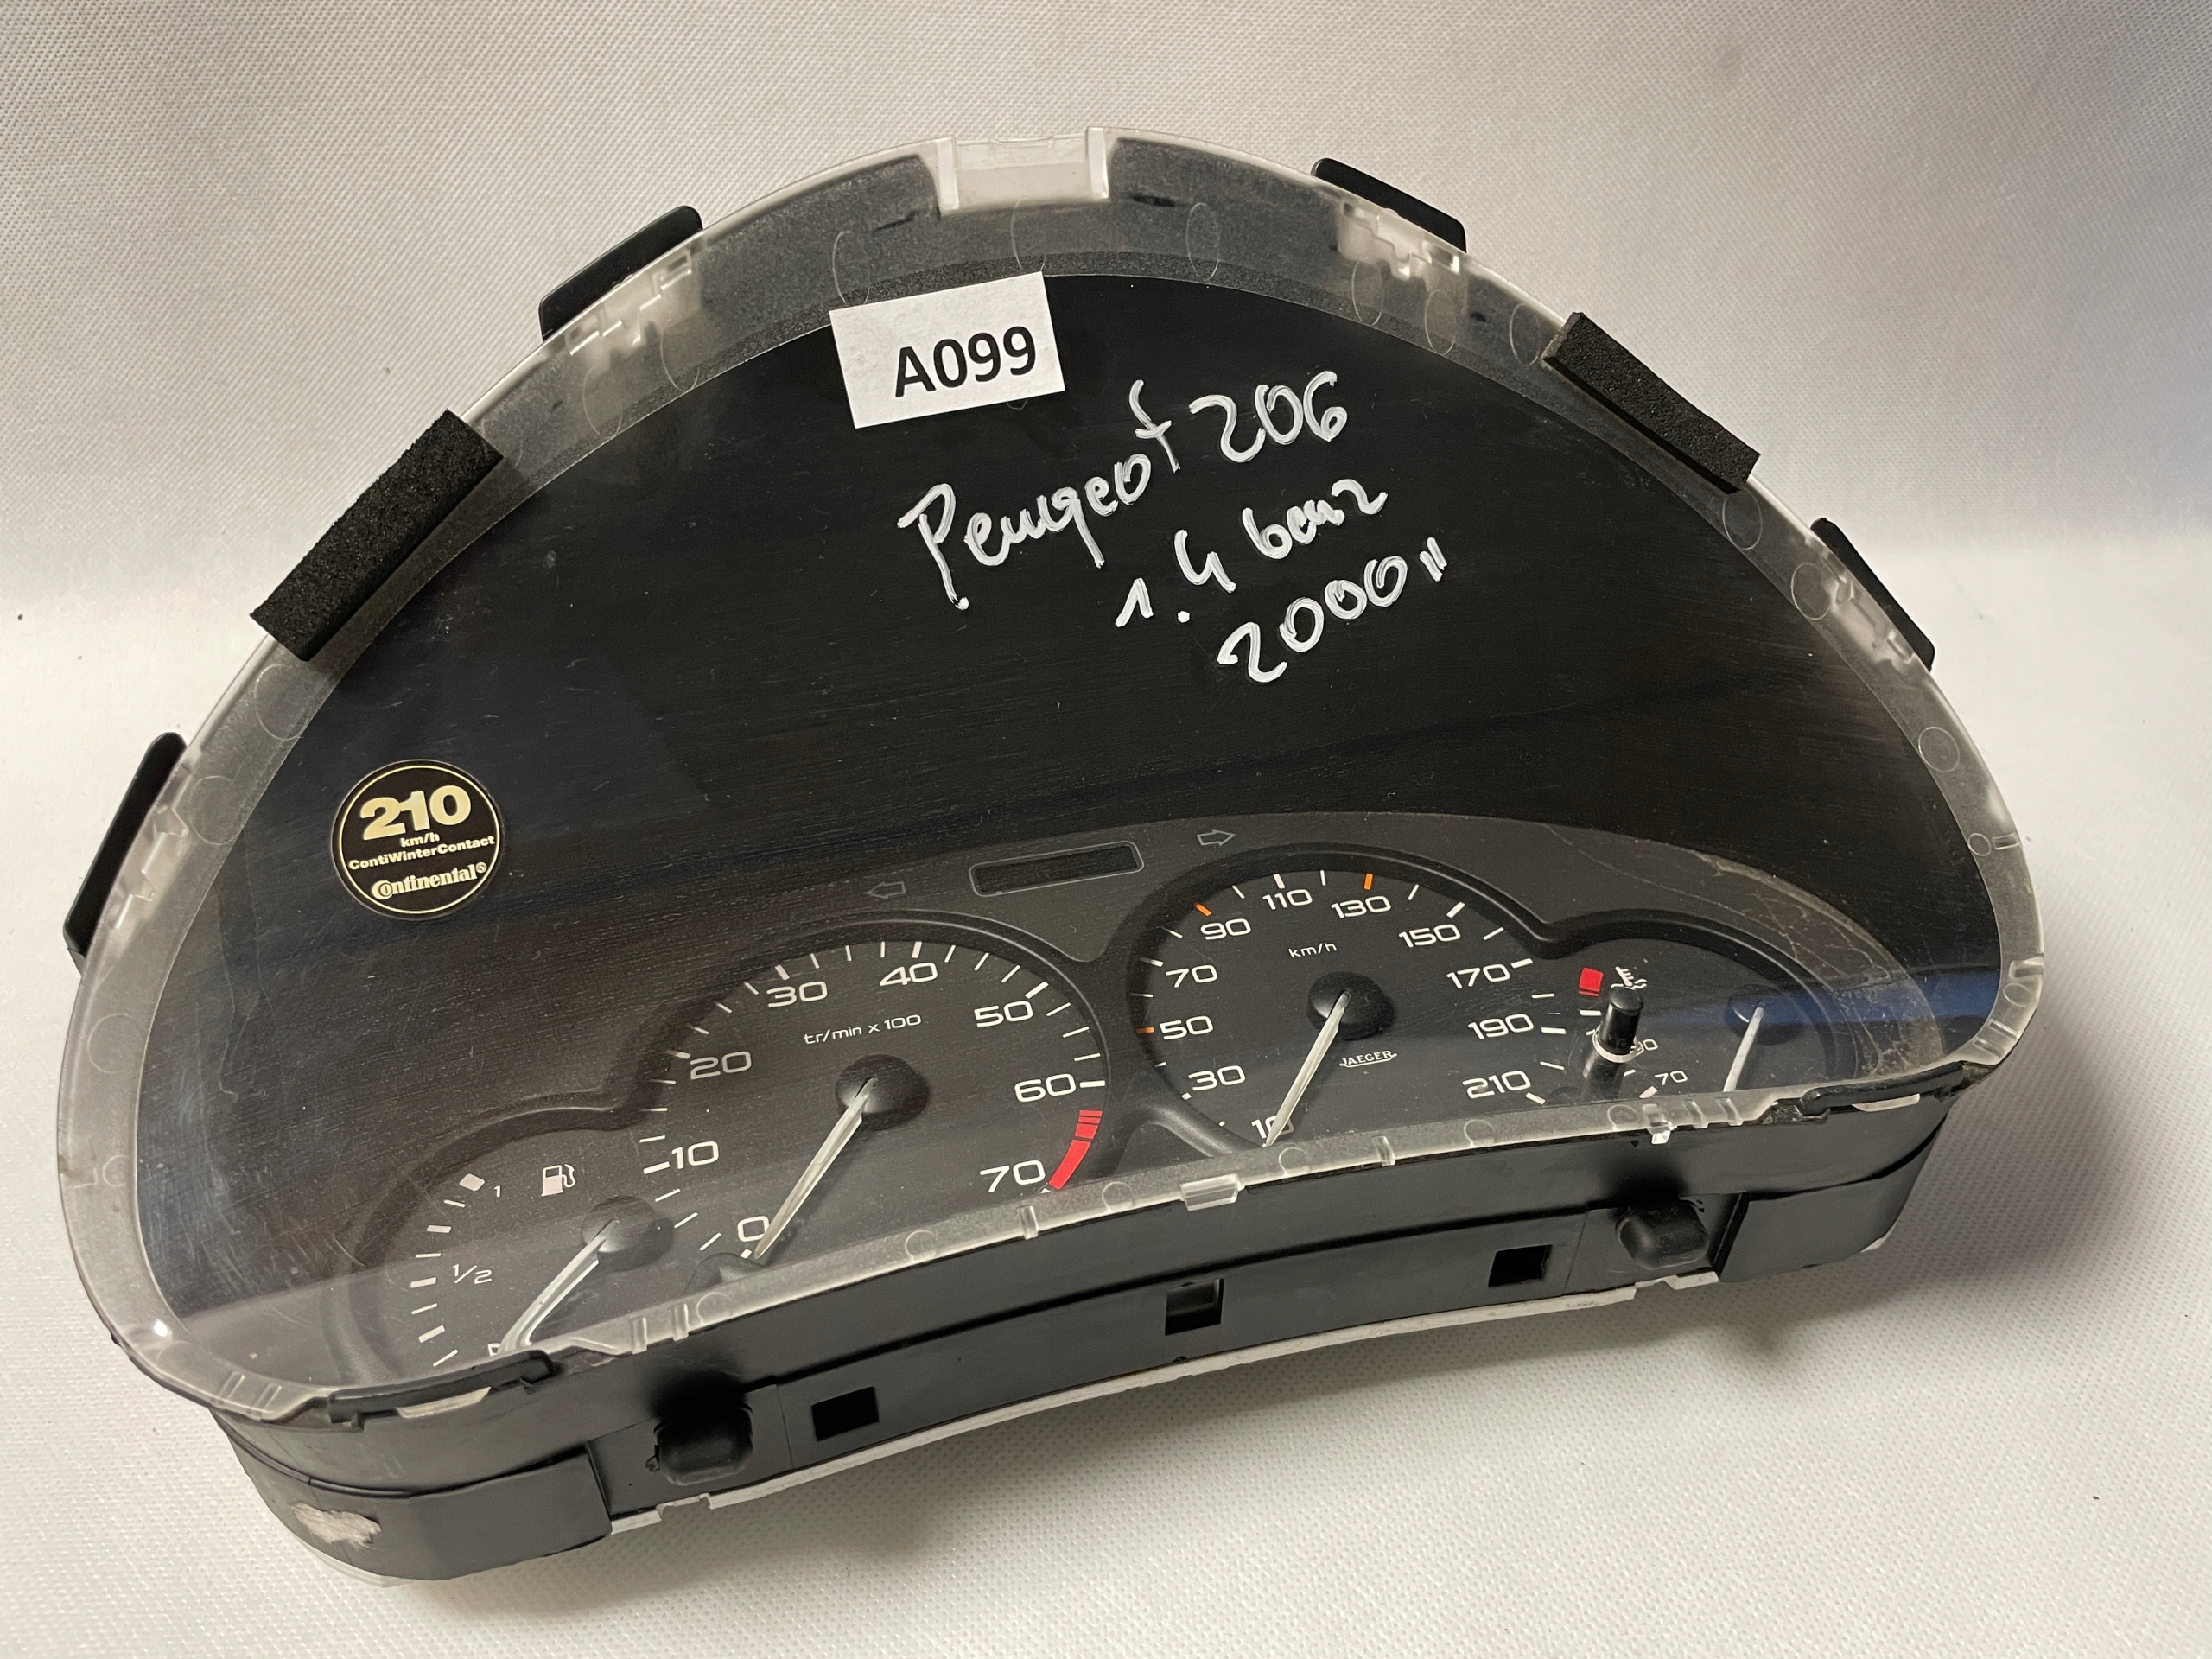 A099
Peugeot 206
1.4 benz
2000"
210
km/h
ContiWinterContact
Continental®
30 40 50 60 70
20 10 0
tr/min x 100
1
1/2
10 30 50 70 90 110 130 150 170 190 210
km/h
JAEGER
90
70